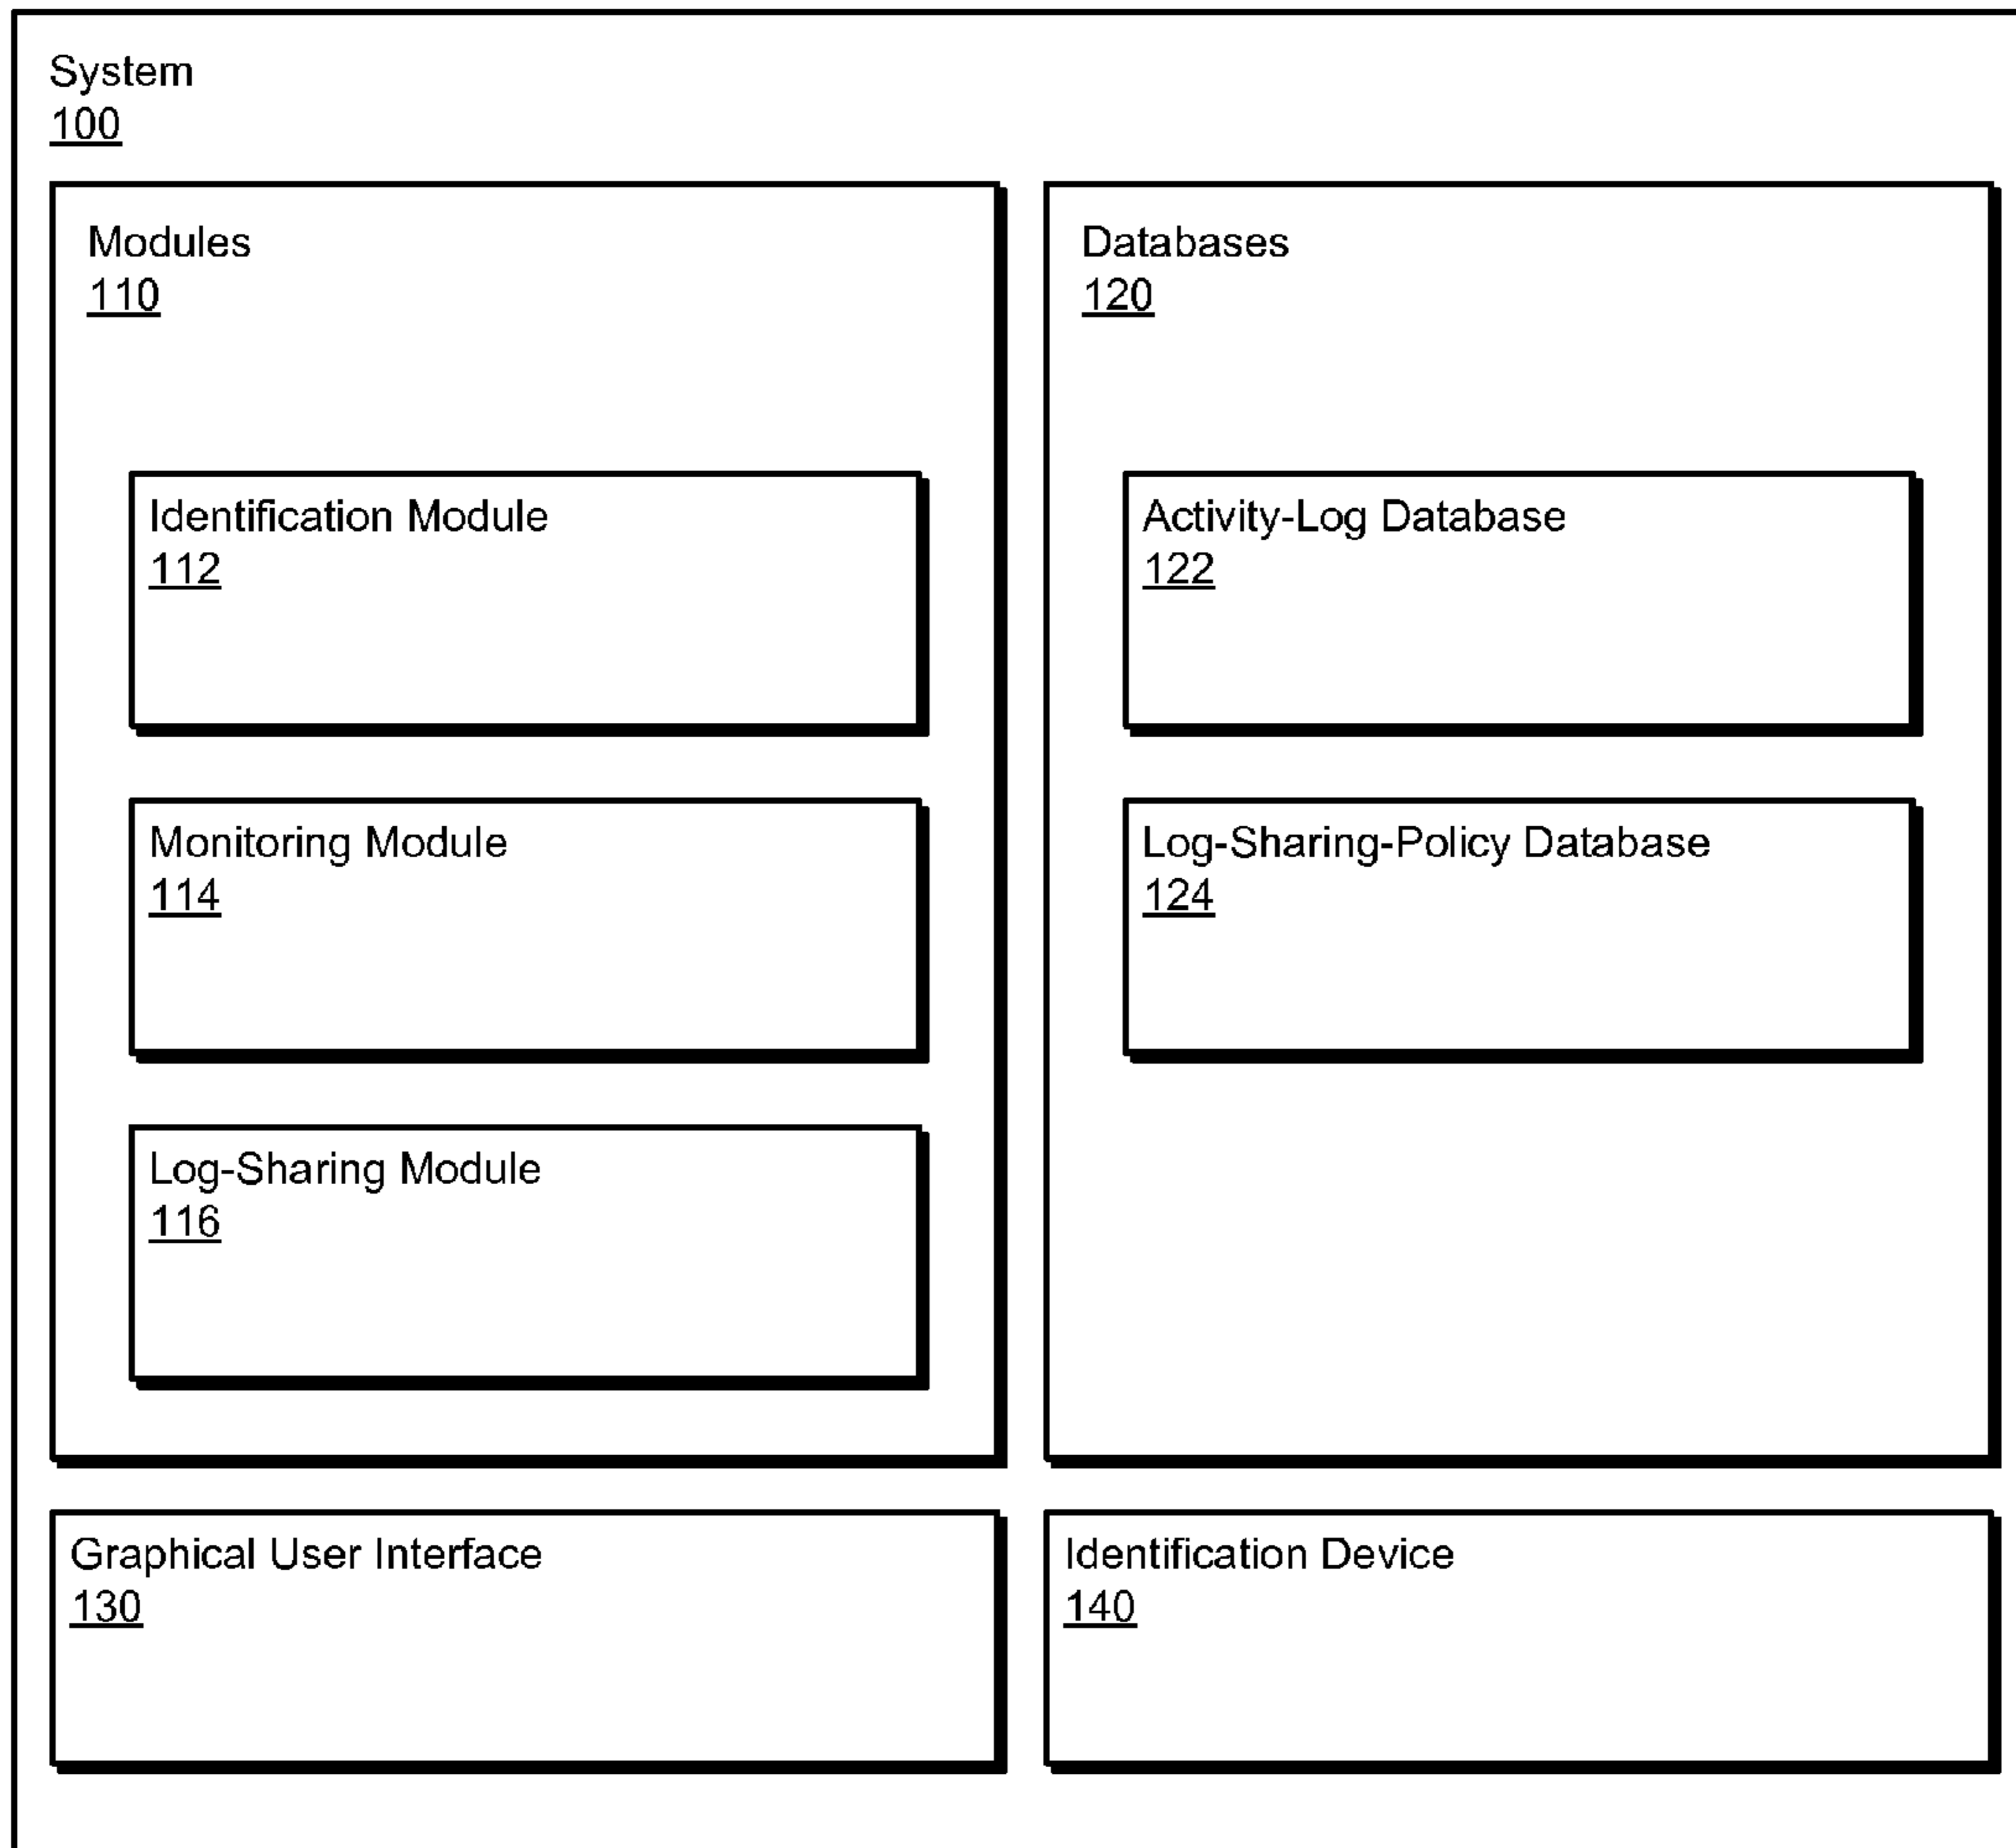 System
100
Modules
110
Identification Module
112
Monitoring Module
114
Log-Sharing Module
116
Databases
120
Activity-Log Database
122
Log-Sharing-Policy Database
124
Graphical User Interface
130
Identification Device
140